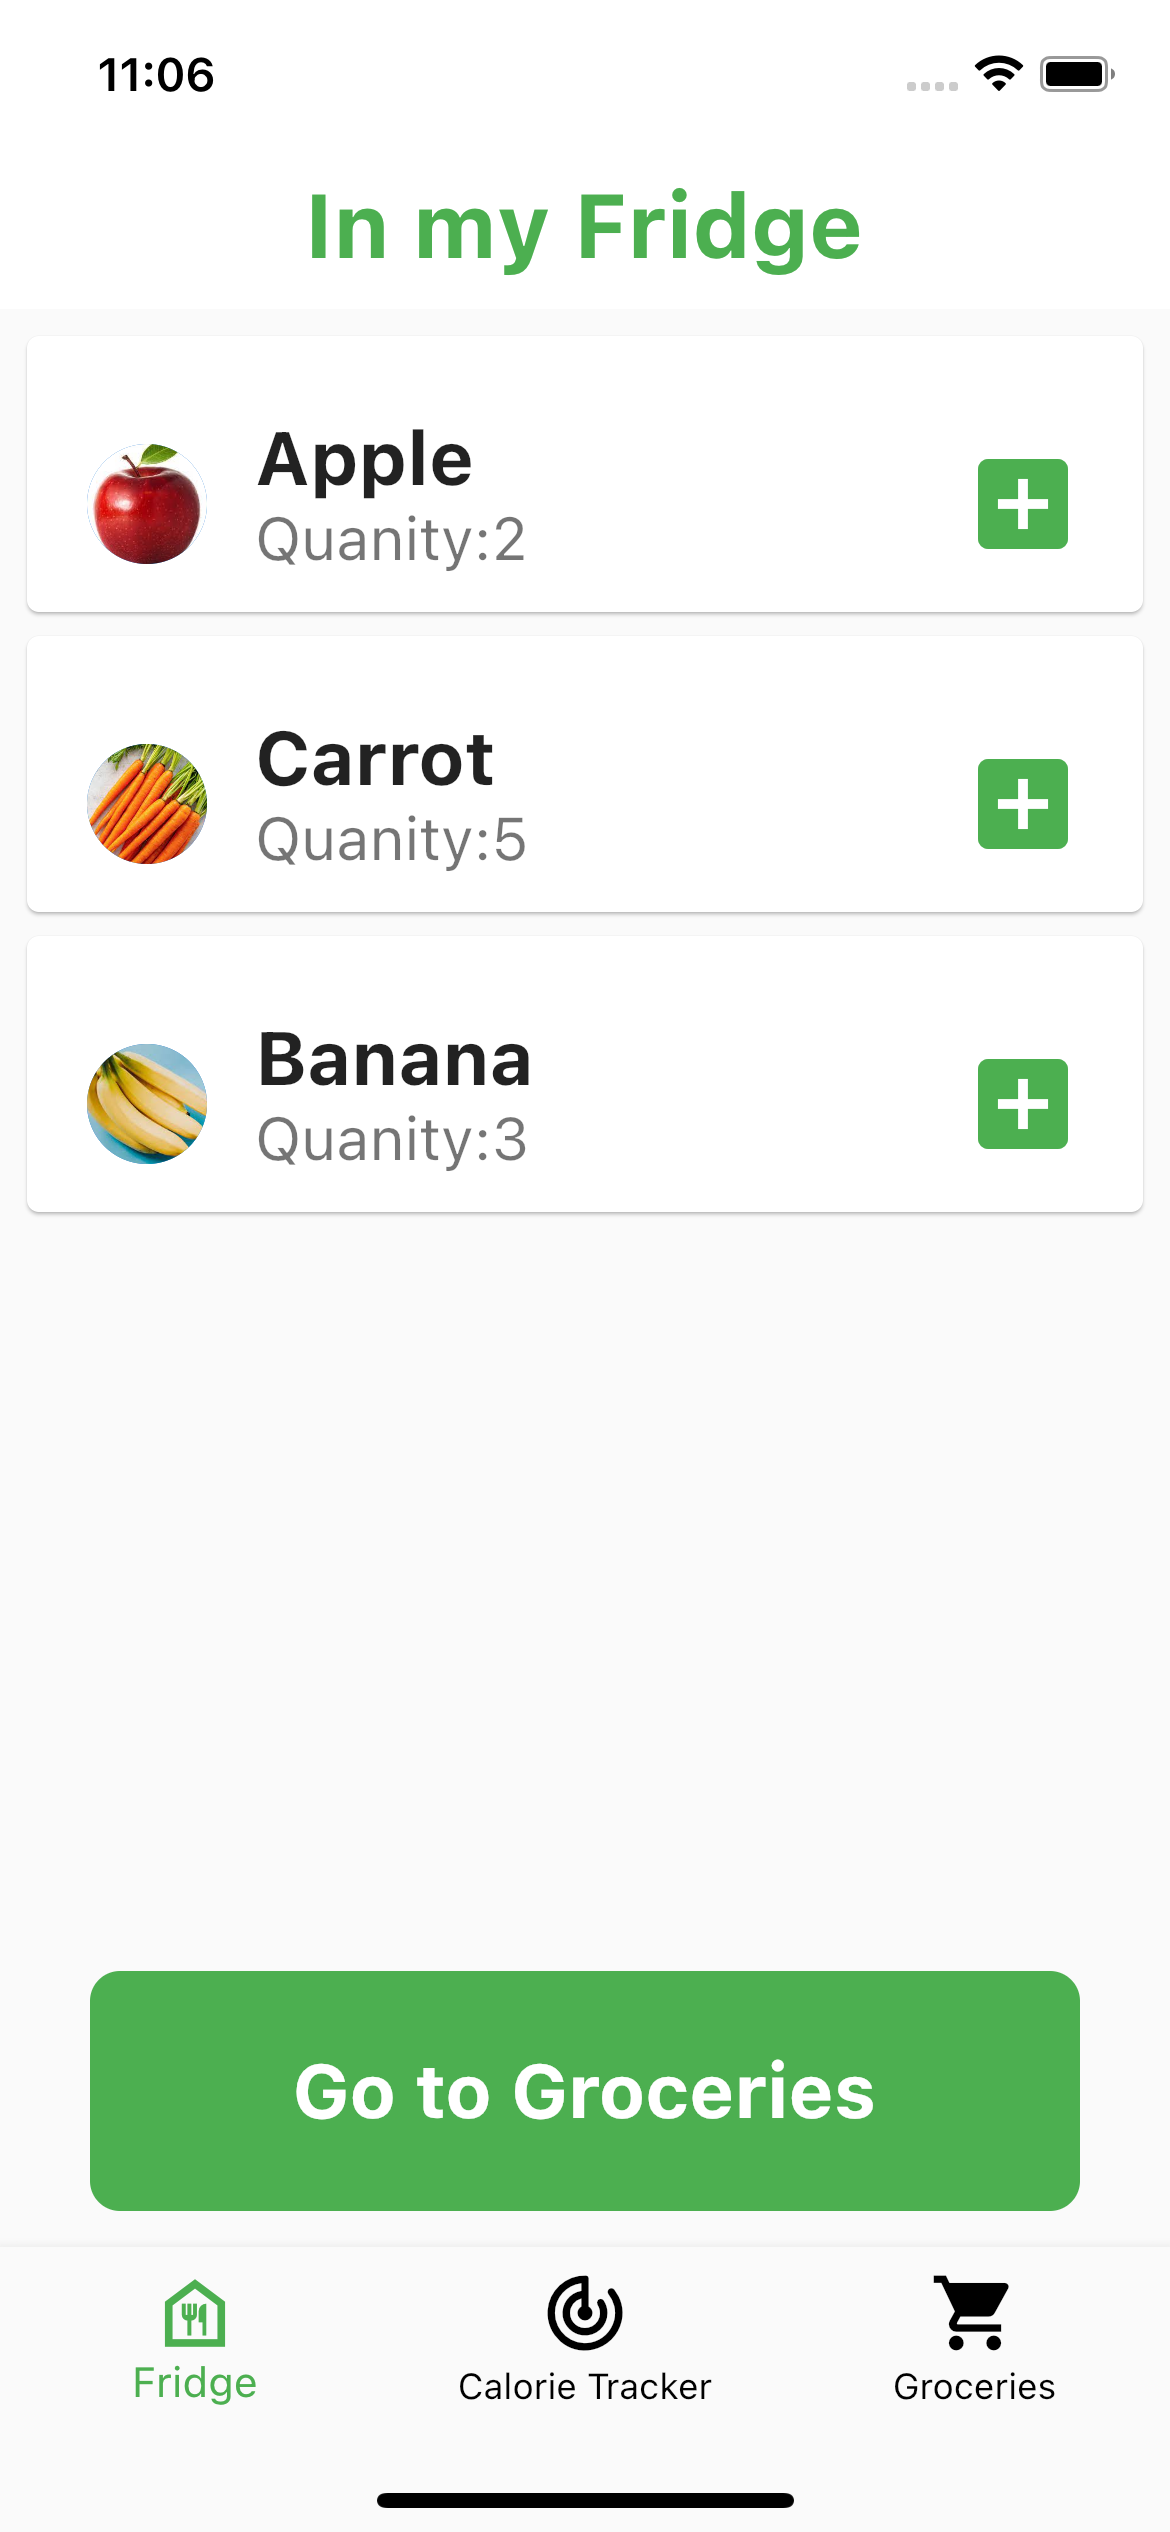 11:06
In my Fridge
Apple
Quanity:2
Carrot
Quanity:5
Banana
Quanity:3
Go to Groceries
Fridge
Calorie Tracker
Groceries